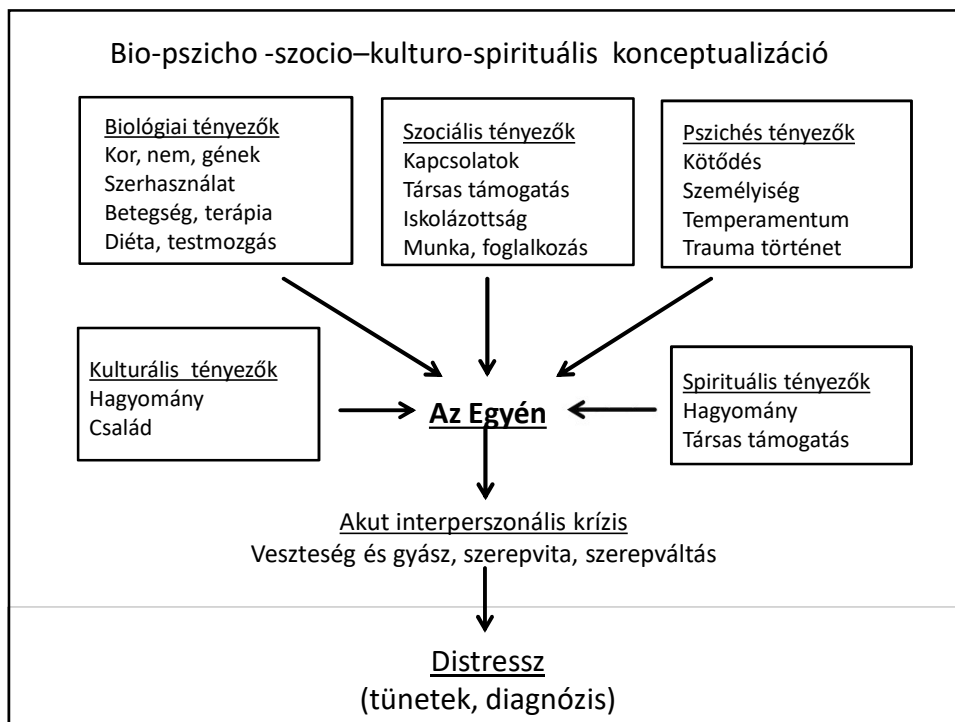 Bio-pszicho -szocio–kulturo-spirituális konceptualizáció
Biológiai tényezők
Kor, nem, gének
Szerhasználat
Betegség, terápia
Diéta, testmozgás
Szociális tényezők
Kapcsolatok
Társas támogatás
Iskolázottság
Munka, foglalkozás
Pszichés tényezők
Kötődés
Személyiség
Temperamentum
Trauma történet
Kulturális tényezők
Hagyomány
Család
Az Egyén
Spirituális tényezők
Hagyomány
Társas támogatás
Akut interperszonális krízis
Veszteség és gyász, szerepvita, szerepváltás
Distressz
(tünetek, diagnózis)